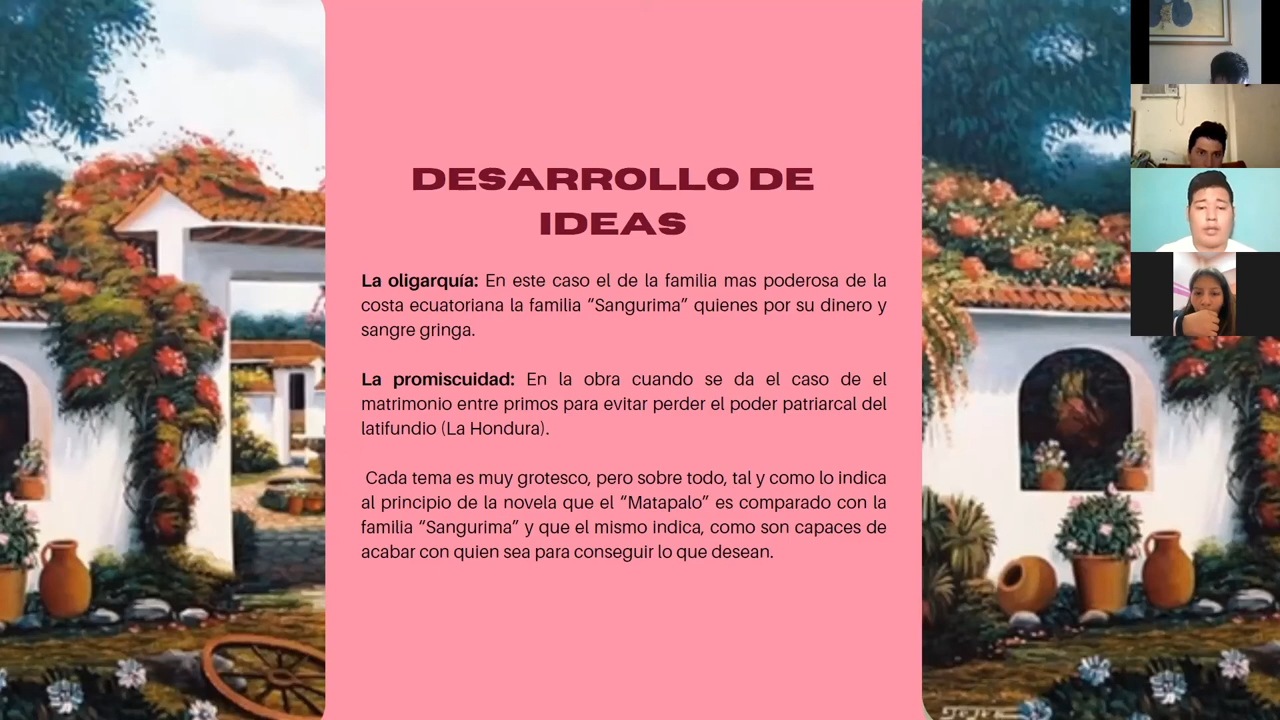 DESARROLLO DE
IDEAS
La oligarquía: En este caso el de la familia mas poderosa de la
costa ecuatoriana la familia “Sangurima” quienes por su dinero y
sangre gringa.
La promiscuidad: En la obra cuando se da el caso de el
matrimonio entre primos para evitar perder el poder patriarcal del
latifundio (La Hondura).
Cada tema es muy grotesco, pero sobre todo, tal y como lo indica
al principio de la novela que el “Matapalo” es comparado con la
familia “Sangurima” y que el mismo indica, como son capaces de
acabar con quien sea para conseguir lo que desean.